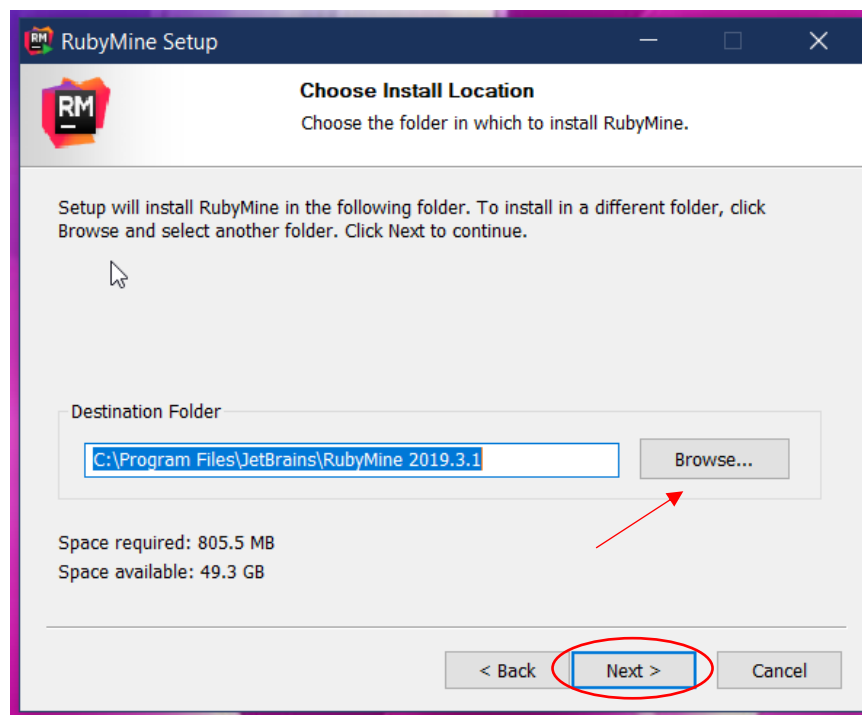 RubyMine Setup
RM
Choose Install Location
Choose the folder in which to install RubyMine.
Setup will install RubyMine in the following folder. To install in a different folder, click
Browse and select another folder. Click Next to continue.
Destination Folder
C:\Program Files\JetBrains\RubyMine 2019.3.1
Browse...
Space required: 805.5 MB
Space available: 49.3 GB
< Back
Next >
Cancel